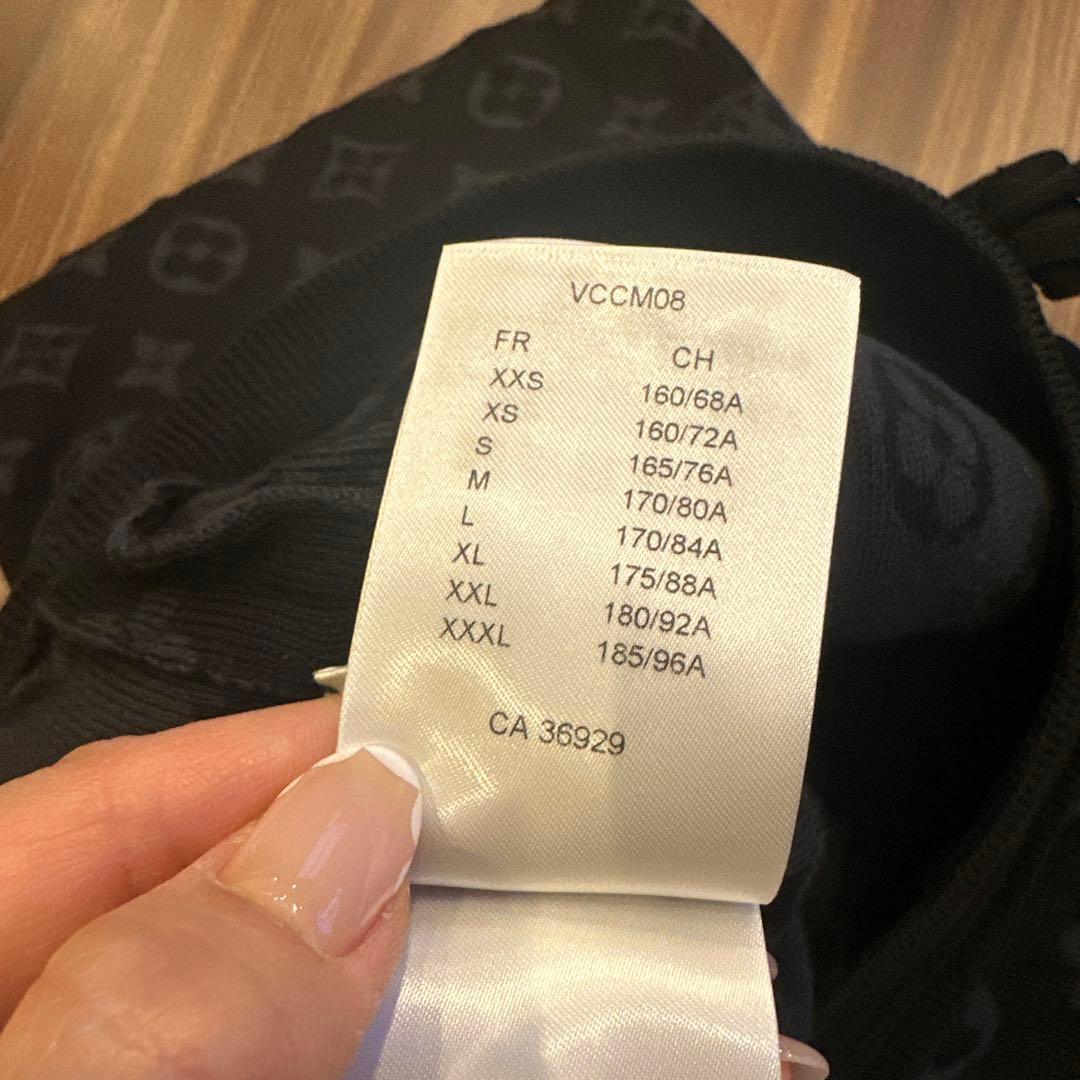 VCCM08
FR CH
XXS 160/68A
XS 160/72A
S 165/76A
M 170/80A
L 170/84A
XL 175/88A
XXL 180/92A
XXXL 185/96A
CA 36929